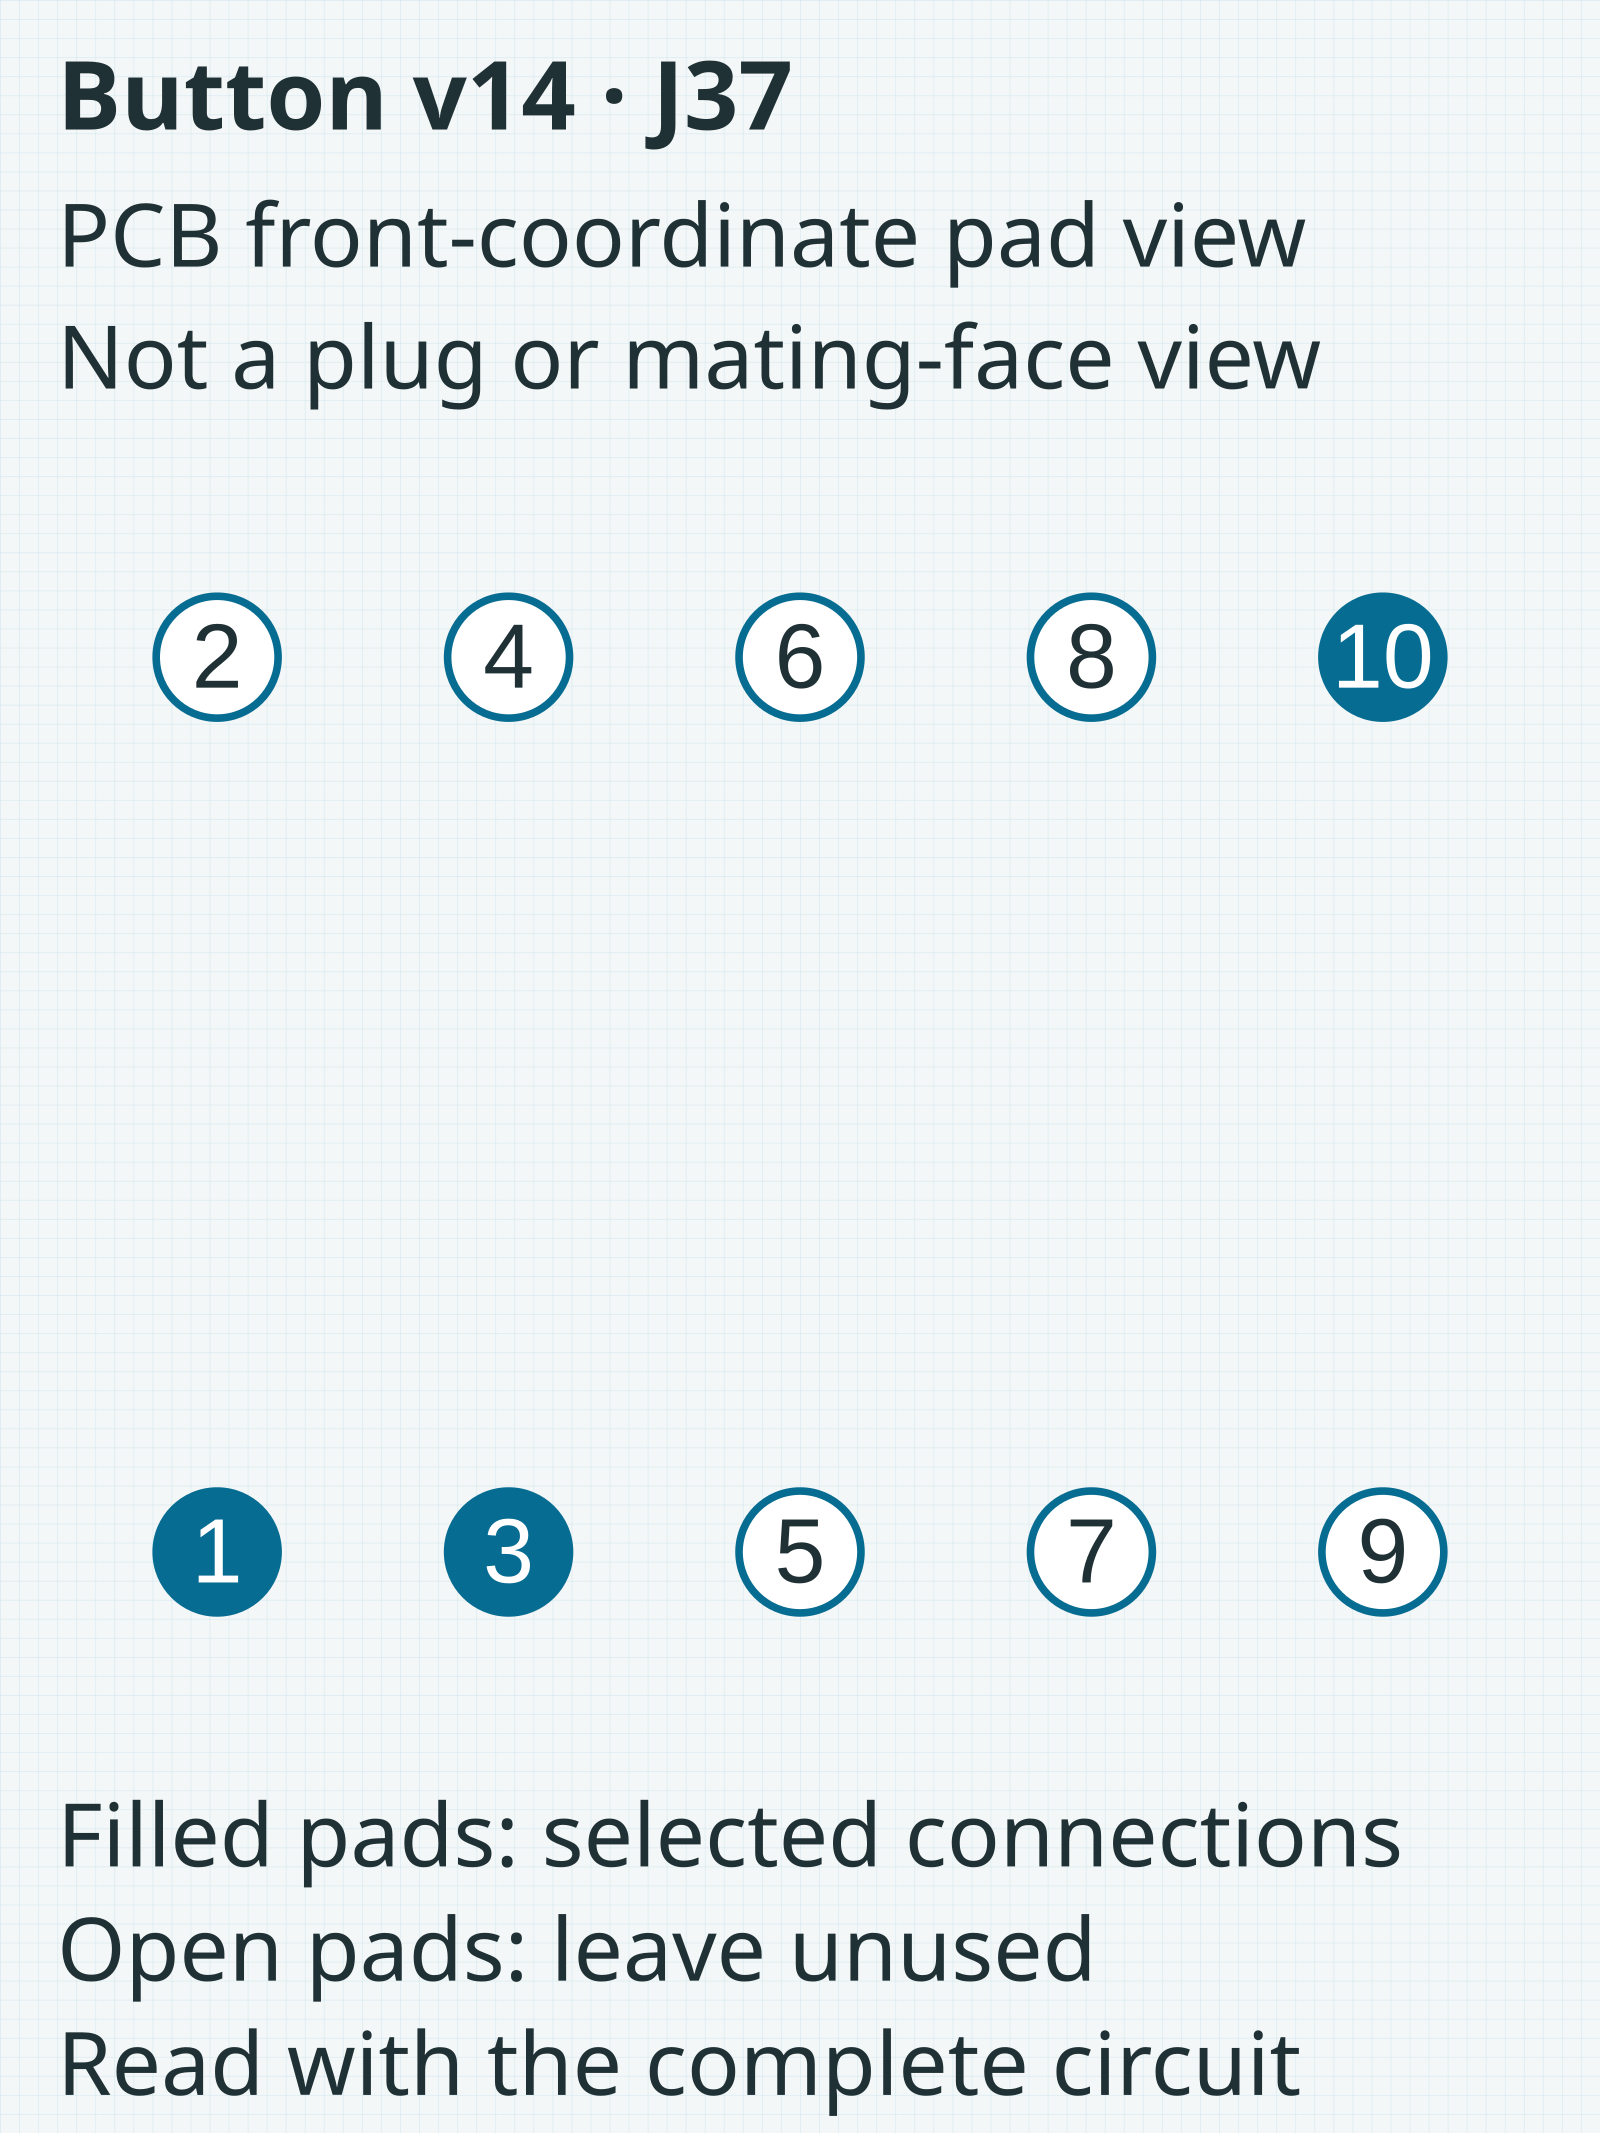 Button v14 · J37
PCB front-coordinate pad view
Not a plug or mating-face view
2 4 6 8 10
1 3 5 7 9
Filled pads: selected connections
Open pads: leave unused
Read with the complete circuit